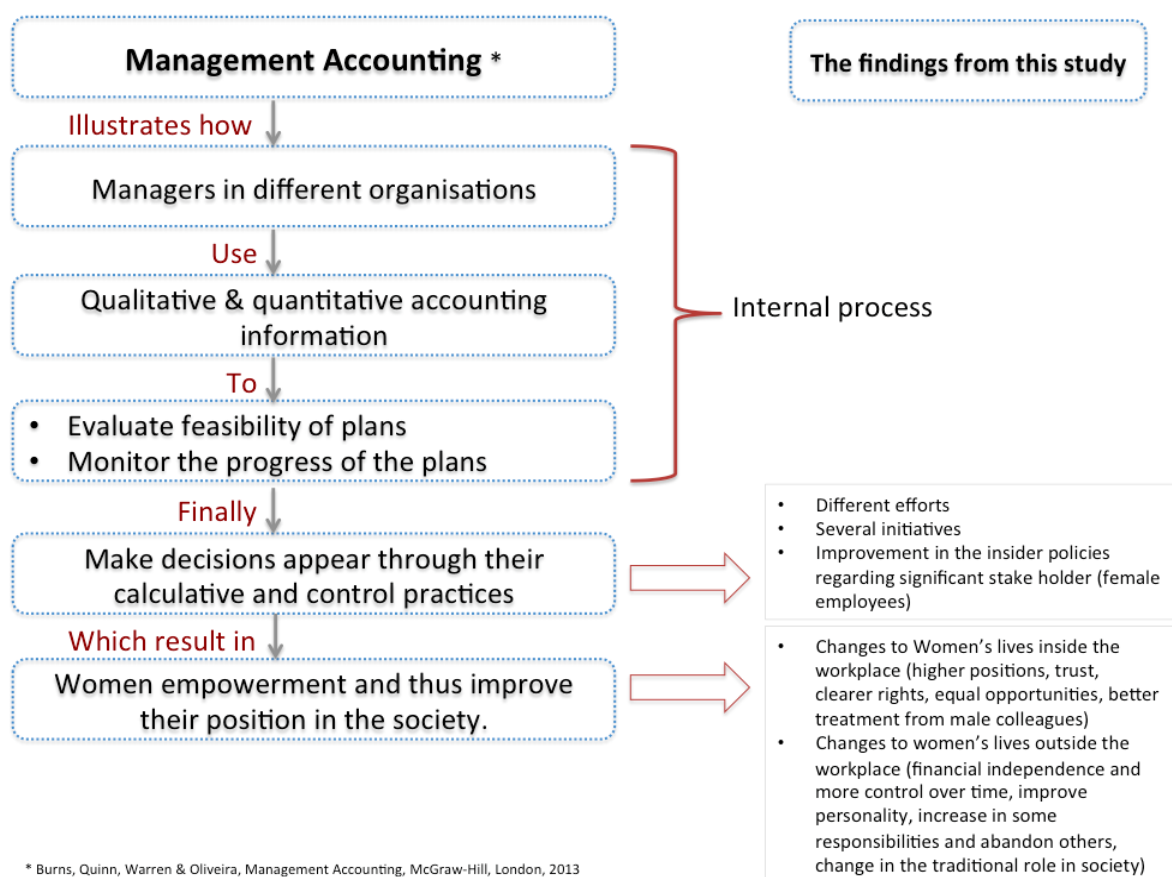 Management Accounting *
The findings from this study
Illustrates how
Managers in different organisations
Use
Qualitative & quantitative accounting
information
To
• Evaluate feasibility of plans
• Monitor the progress of the plans
Internal process
Finally
Make decisions appear through their
calculative and control practices
• Different efforts
• Several initiatives
• Improvement in the insider policies
regarding significant stake holder (female
employees)
Which result in
Women empowerment and thus improve
their position in the society.
• Changes to Women's lives inside the
workplace (higher positions, trust,
clearer rights, equal opportunities, better
treatment from male colleagues)
• Changes to women's lives outside the
workplace (financial independence and
more control over time, improve
personality, increase in some
responsibilities and abandon others,
change in the traditional role in society)
* Burns, Quinn, Warren & Oliveira, Management Accounting, McGraw-Hill, London, 2013